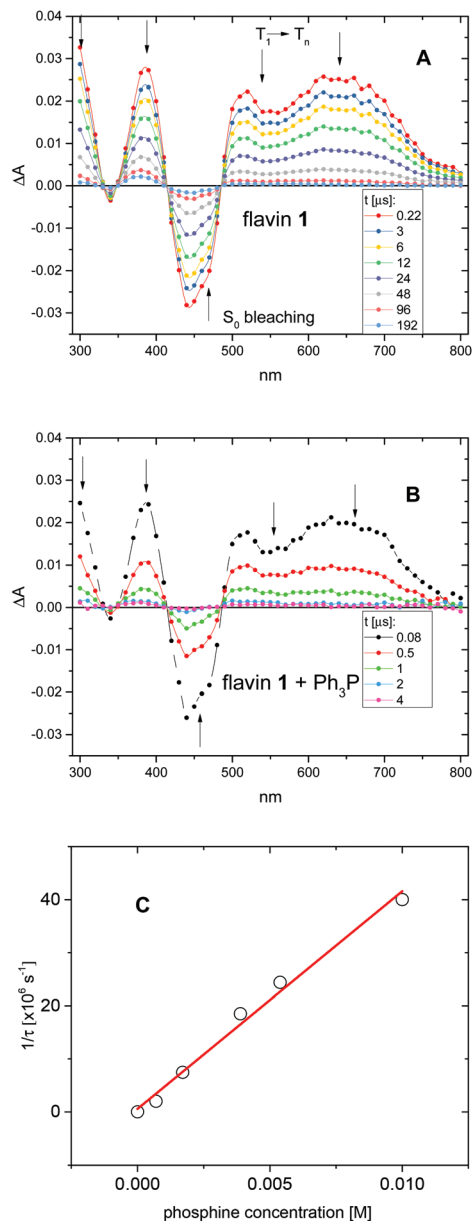 T₁ → Tₙ
A
0.04
0.03
0.02
0.01
0.00
-0.01
-0.02
-0.03
ΔA
flavin 1
S₀ bleaching
t [μs]:
0.22
3
6
12
24
48
96
192
300 400 500 600 700 800
nm
B
0.04
0.03
0.02
0.01
0.00
-0.01
-0.02
-0.03
ΔA
flavin 1 + Ph₃P
t [μs]:
0.08
0.5
1
2
4
300 400 500 600 700 800
nm
C
40
20
0
1/τ [x10⁶ s⁻¹]
0.000 0.005 0.010
phosphine concentration [M]